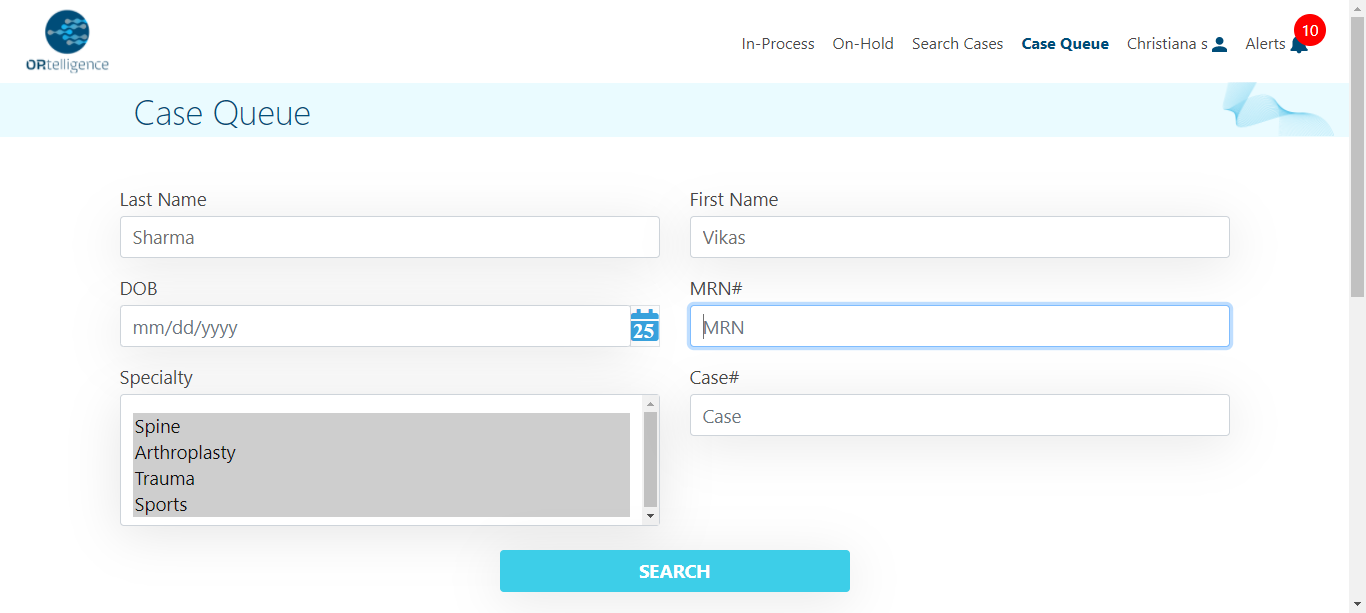 ORtelligence
In-Process On-Hold Search Cases Case Queue Christiana s Alerts 10
Case Queue
Last Name First Name
Sharma Vikas
DOB MRN#
mm/dd/yyyy 25 MRN
Specialty Case#
Spine Case
Arthroplasty
Trauma
Sports
SEARCH